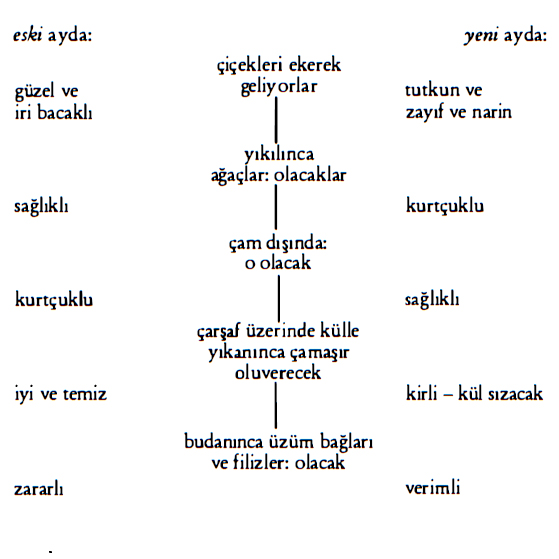 eski ayda:
yeni ayda:
çiçekleri ekerek
geliyorlar
güzel ve
iri bacaklı
tutkun ve
zayıf ve narin
yıkılınca
ağaçlar: olacaklar
sağlıklı
kurtçuklu
çam dışında:
o olacak
kurtçuklu
sağlıklı
çarşaf üzerinde külle
yıkanınca çamaşır
oluverecek
iyi ve temiz
kirli – kül sızacak
budanınca üzüm bağları
ve filizler: olacak
zararlı
verimli